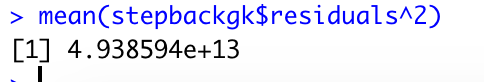 > mean(stepbackgk$residuals^2)
[1] 4.938594e+13
>